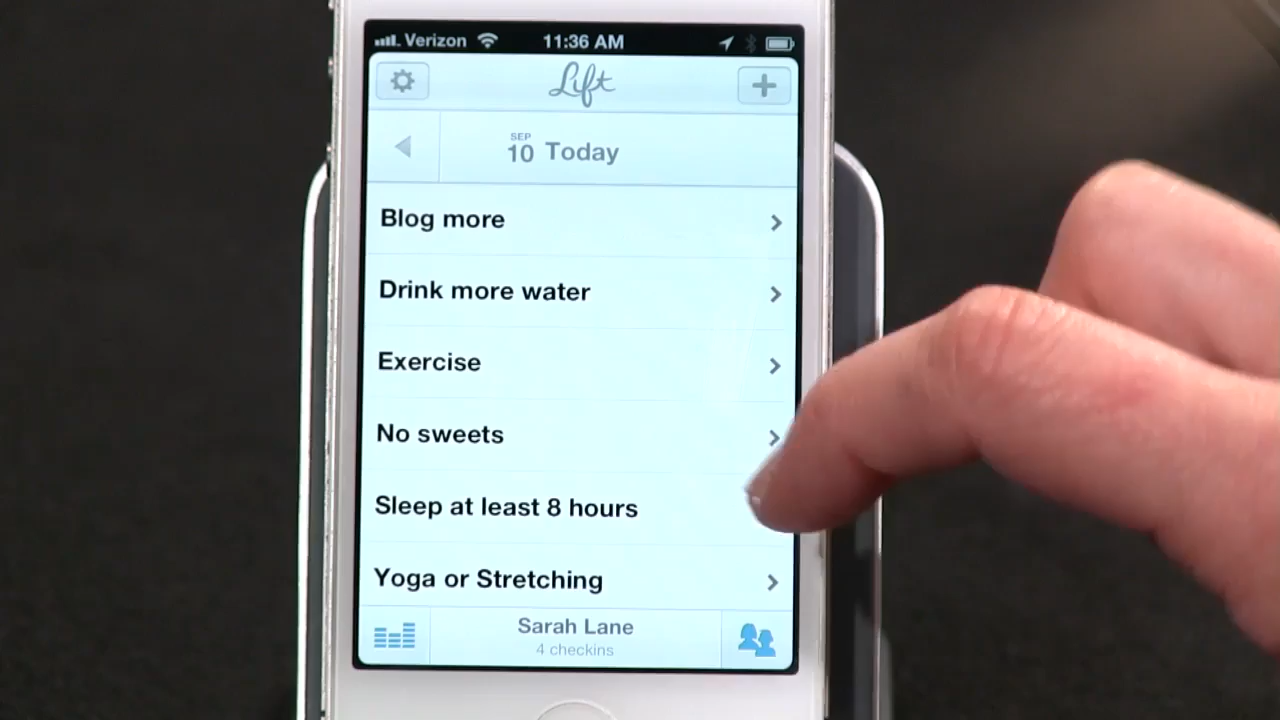 Verizon 11:36 AM
Lift
SEP
10 Today
Blog more
Drink more water
Exercise
No sweets
Sleep at least 8 hours
Yoga or Stretching
Sarah Lane
4 checkins